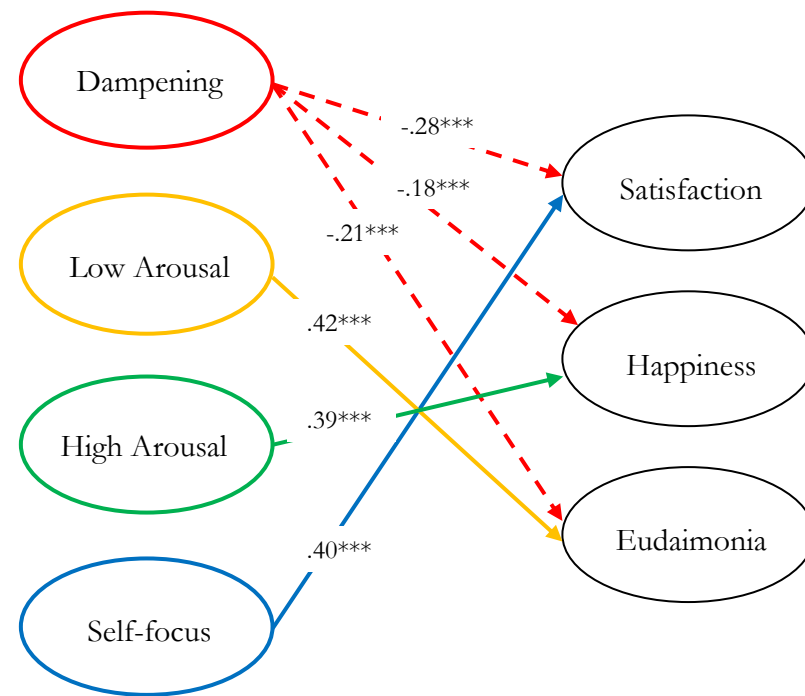 Dampening
-.28***
Satisfaction
-.18***
-.21***
Low Arousal
.42***
Happiness
.39***
High Arousal
Eudaimonia
.40***
Self-focus